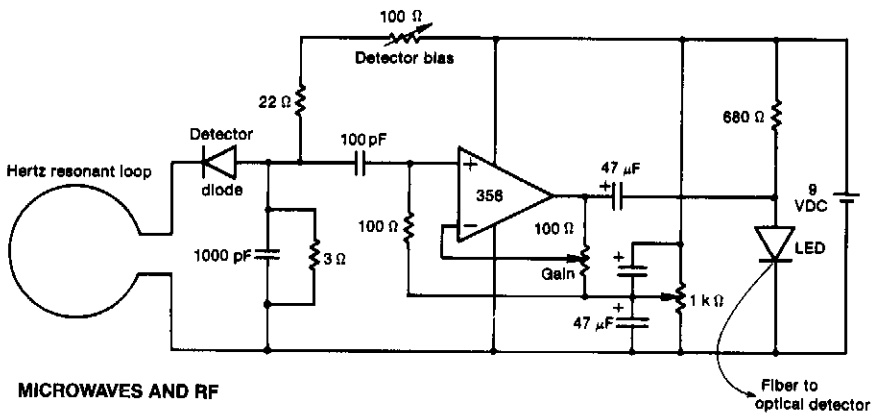 100 Ω
Detector bias
22 Ω
680 Ω
Detector
100 pF
Hertz resonant loop
diode
+
356
−
+
47 µF
9
VDC
1000 pF
3 Ω
100 Ω
100 Ω
Gain
+
+
47 µF
1 k Ω
LED
MICROWAVES AND RF
Fiber to
optical detector